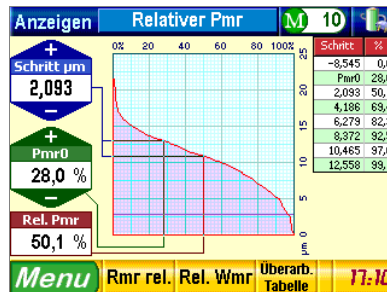 Anzeigen Relativer Pmr M 10
0% 20 40 60 80 100%
Schritt %
+
Schritt µm
2,093
−
+
Pmr0
28,0 %
−
Rel. Pmr
50,1 %
25
20
15
10
5
0
µm
-8,545 0,
Pmr0 28,
2,093 50,
4,186 68,
6,279 82,
8,372 92,
10,465 97,
12,558 99,
Menu Rmr rel. Rel. Wmr Überarb. 17:10
Tabelle